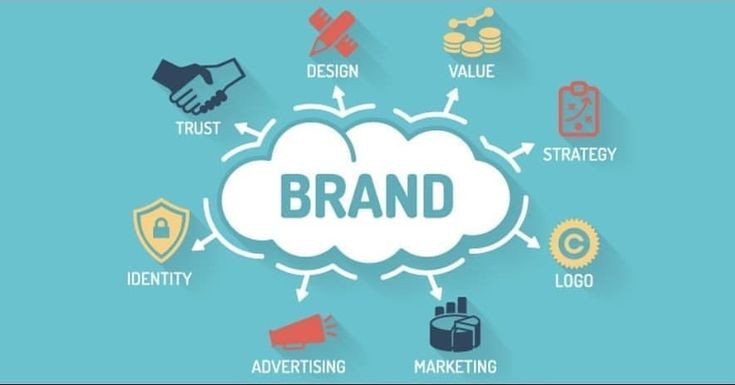 DESIGN
VALUE
TRUST
STRATEGY
BRAND
IDENTITY
LOGO
ADVERTISING
MARKETING